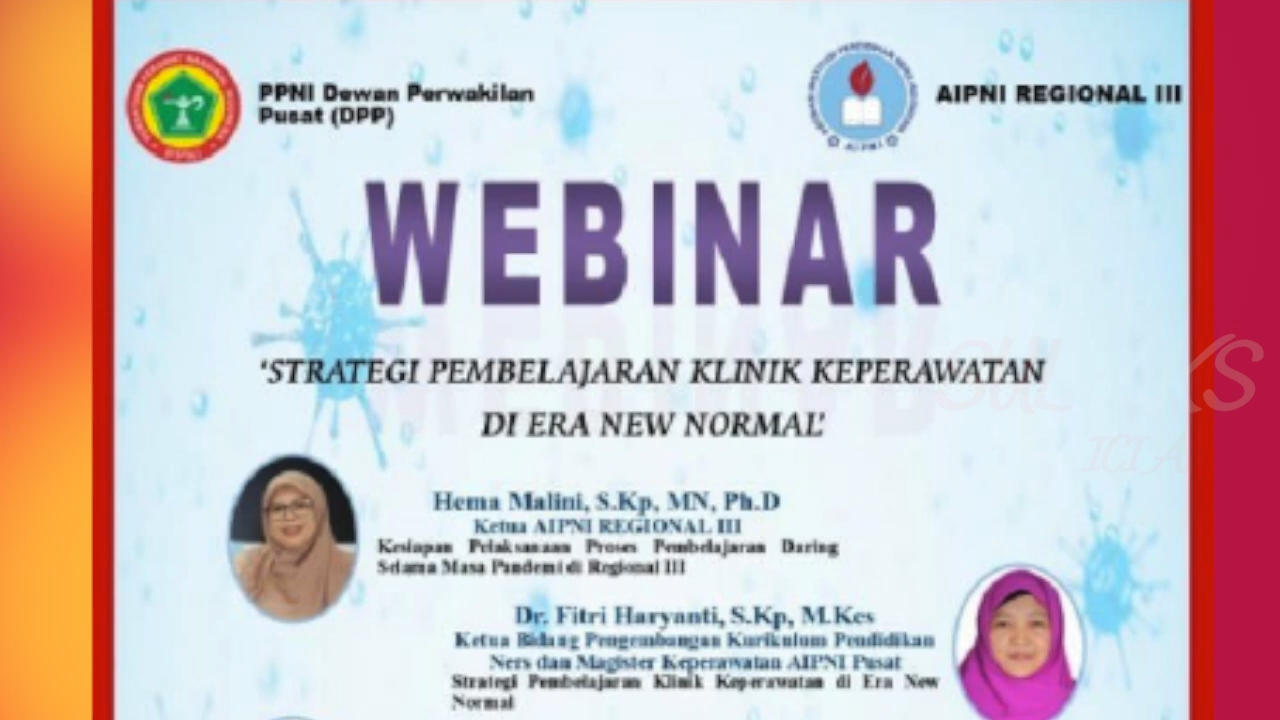 PPNI Dewan Perwakilan
Pusat (DPP)
AIPNI REGIONAL III
WEBINAR
‘STRATEGI PEMBELAJARAN KLINIK KEPERAWATAN
DI ERA NEW NORMAL’
Hema Malini, S.Kp, MN, Ph.D
Ketua AIPNI REGIONAL III
Kesiapan Pelaksanaan Proses Pembelajaran Daring
Selama Masa Pandemi di Regional III
Dr. Fitri Haryanti, S.Kp, M.Kes
Ketua Bidang Pengembangan Kurikulum Pendidikan
Ners dan Magister Keperawatan AIPNI Pusat
Strategi Pembelajaran Klinik Keperawatan di Era New
Normal